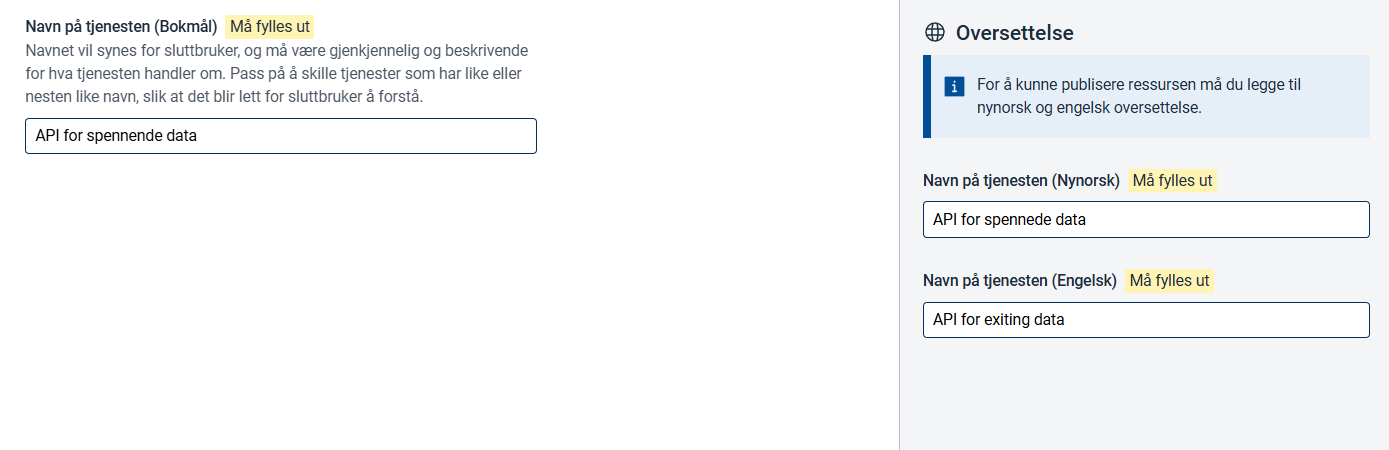 Navn på tjenesten (Bokmål) Må fylles ut
Navnet vil synes for sluttbruker, og må være gjenkjennelig og beskrivende
for hva tjenesten handler om. Pass på å skille tjenester som har like eller
nesten like navn, slik at det blir lett for sluttbruker å forstå.
API for spennende data
Oversettelse
For å kunne publisere ressursen må du legge til
nynorsk og engelsk oversettelse.
Navn på tjenesten (Nynorsk) Må fylles ut
API for spennede data
Navn på tjenesten (Engelsk) Må fylles ut
API for exiting data